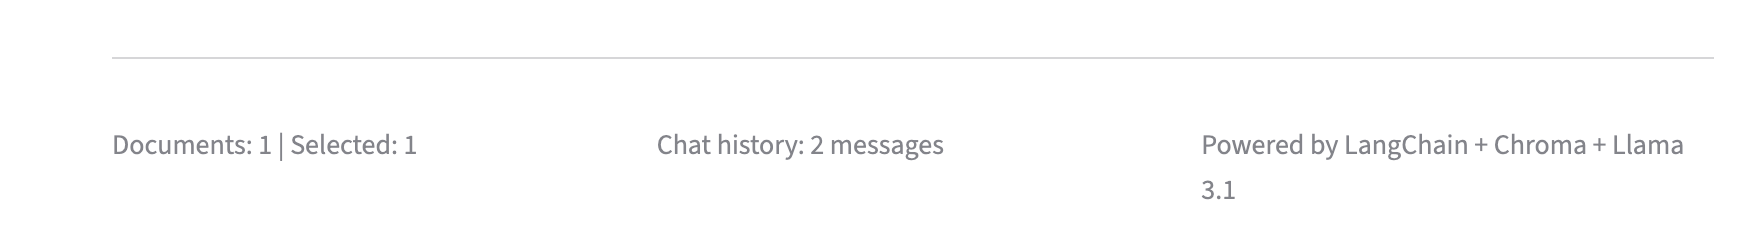 Documents: 1 | Selected: 1
Chat history: 2 messages
Powered by LangChain + Chroma + Llama
3.1